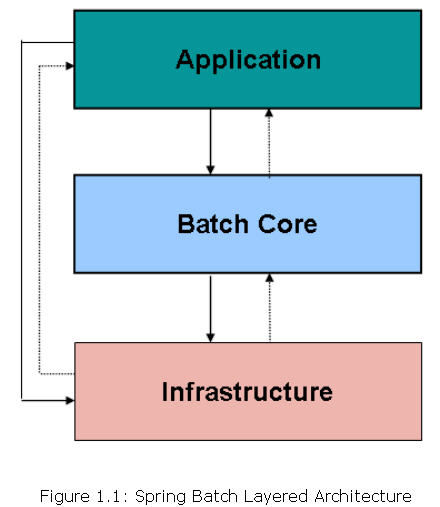 Application
Batch Core
Infrastructure
Figure 1.1: Spring Batch Layered Architecture